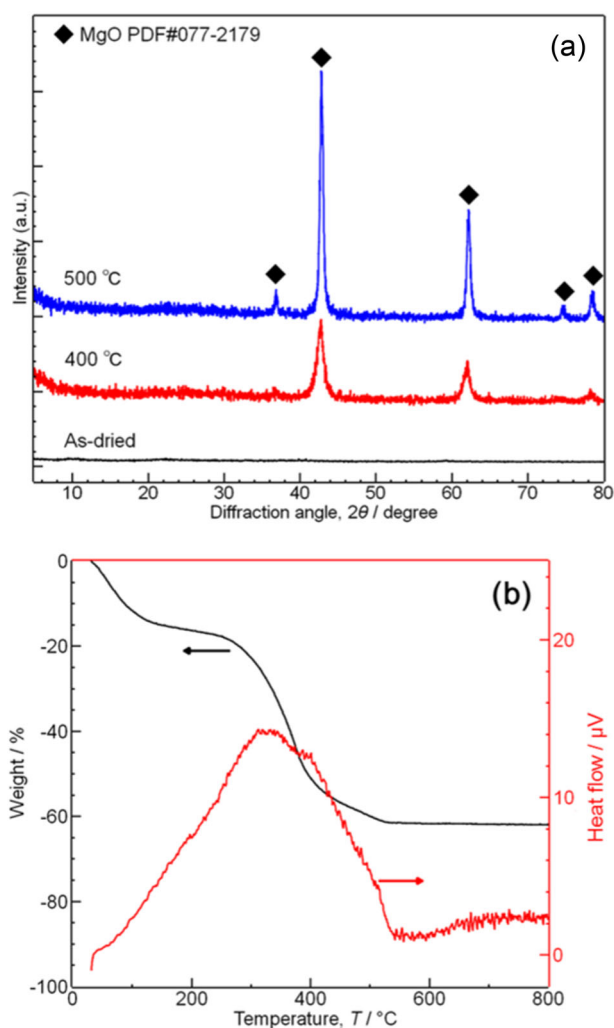 ◆ MgO PDF#077-2179
(a)
Intensity (a.u.)
500 °C
400 °C
As-dried
10 20 30 40 50 60 70 80
Diffraction angle, 2θ / degree
(b)
0
-20
-40
-60
-80
-100
Weight / %
20
10
0
Heat flow / μV
0 200 400 600 800
Temperature, T / °C